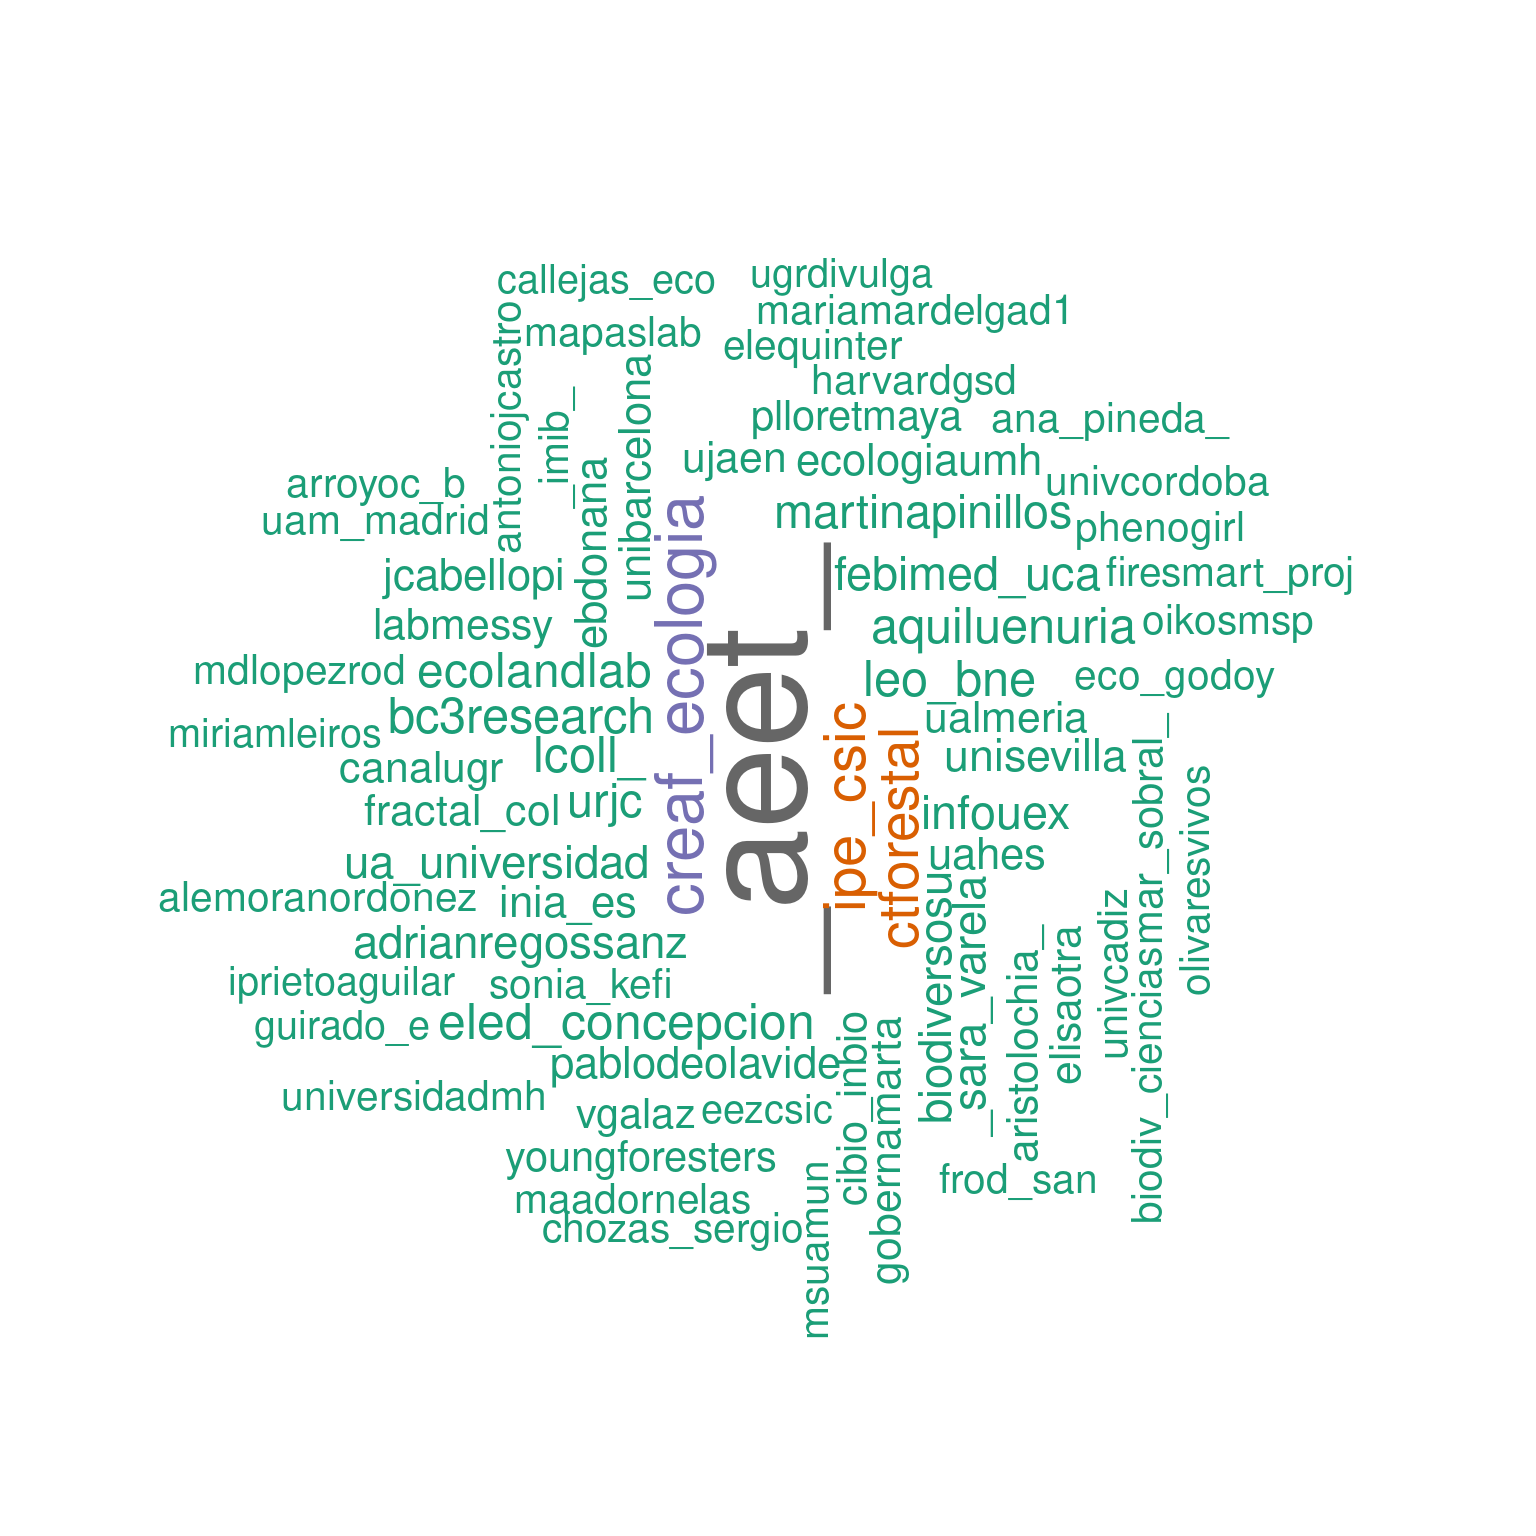 callejas_eco
ugrdivulga
mariamardelgad1
antoniojcastro
mapaslab
elequinter
unibarcelona
harvardgsd
_imib_
plloretmaya
ana_pineda_
ujaen
ecologiaumh
ebdonana
arroyoc_b
univcordoba
uam_madrid
creaf_ecologia
martinapinillos
phenogirl
jcabellopi
_aeet_
febimed_uca
firesmart_proj
labmessy
aquiluenuria
oikosmsp
mdlopezrod
ecolandlab
leo_bne
eco_godoy
bc3research
ipe_csic
ualmeria
miriamleiros
lcoll_
ctforestal
unisevilla
canalugr
biodiv_cienciasmar_sobral_
olivaresvivos
fractal_col
urjc
infouex
ua_universidad
uahes
alemoranordonez
inia_es
biodiversosu
_sara_varela
univcadiz
adrianregossanz
aristolochia_
elisaotra
iprietoaguilar
sonia_kefi
guirado_e
eled_concepcion
cibio_inbio
gobernamarta
pablodeolavide
universidadmh
vgalaz
eezcsic
youngforesters
msuamun
frod_san
maadornelas
chozas_sergio